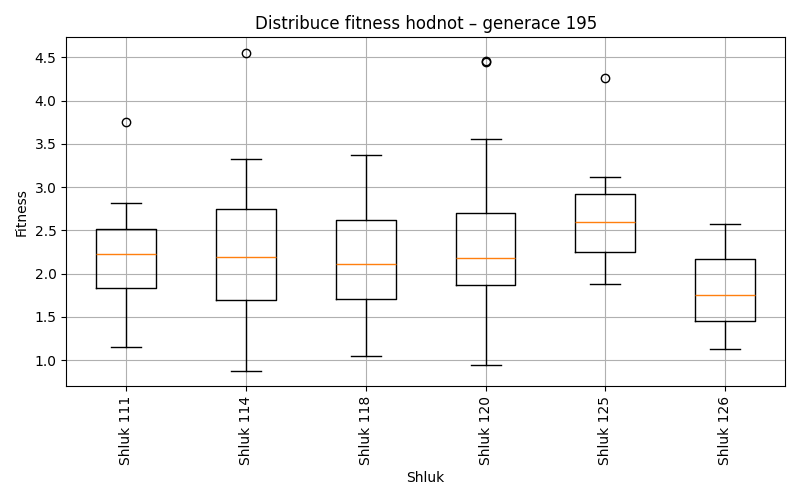 Distribuce fitness hodnot – generace 195
Fitness
4.5
4.0
3.5
3.0
2.5
2.0
1.5
1.0
Shluk 111
Shluk 114
Shluk 118
Shluk 120
Shluk 125
Shluk 126
Shluk